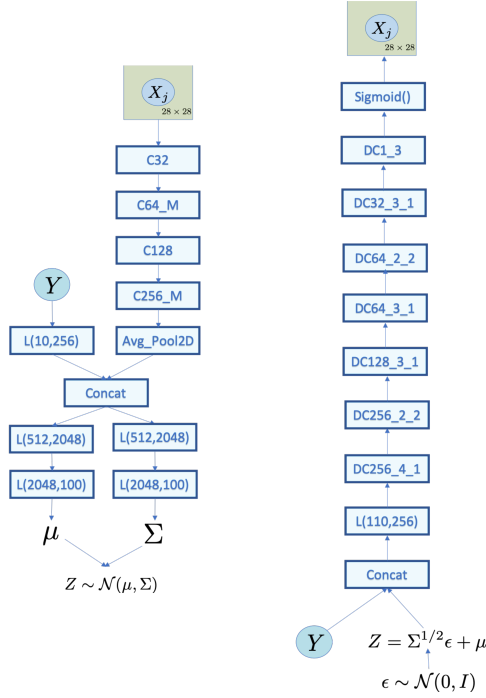 X_j
28 × 28
C32
C64_M
C128
C256_M
Avg_Pool2D
Y
L(10,256)
Concat
L(512,2048)
L(512,2048)
L(2048,100)
L(2048,100)
μ
Σ
Z ∼ 𝒩(μ, Σ)
X_j
28 × 28
Sigmoid()
DC1_3
DC32_3_1
DC64_2_2
DC64_3_1
DC128_3_1
DC256_2_2
DC256_4_1
L(110,256)
Concat
Y
Z = Σ^{1/2}ϵ + μ
ϵ ∼ 𝒩(0, I)